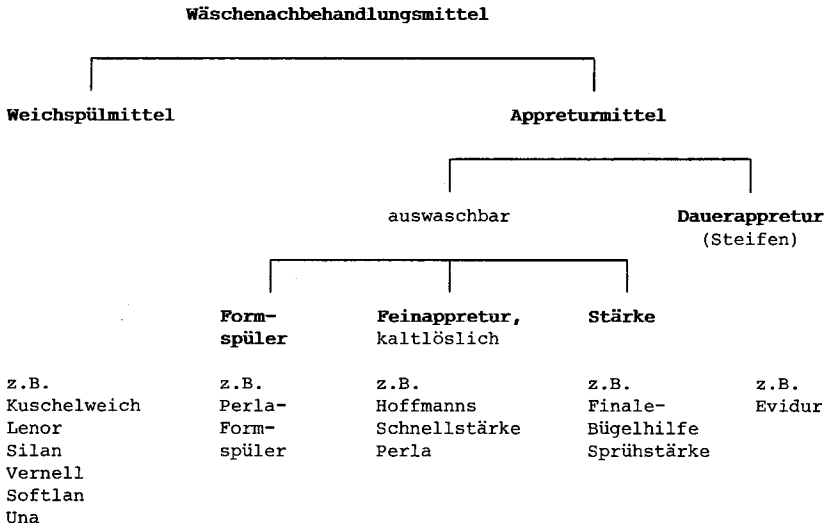 Wäschenachbehandlungsmittel
Weichspülmittel
Appreturmittel
auswaschbar
Dauerappretur
(Steifen)
Form-
spüler
Feinappretur,
kaltlöslich
Stärke
z.B.
Kuschelweich
Lenor
Silan
Vernell
Softlan
Una
z.B.
Perla-
Form-
spüler
z.B.
Hoffmanns
Schnellstärke
Perla
z.B.
Finale-
Bügelhilfe
Sprühstärke
z.B.
Evidur